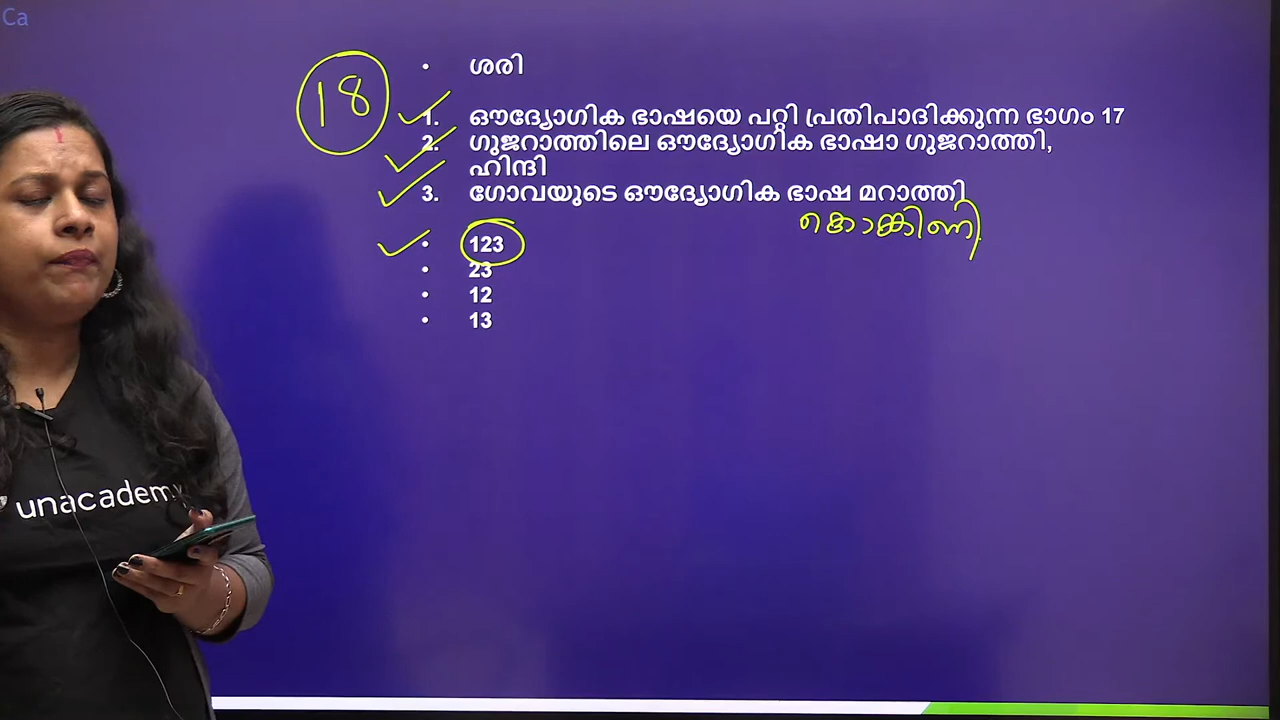 Ca
18
• ശരി
1. ഔദ്യോഗിക ഭാഷയെ പറ്റി പ്രതിപാദിക്കുന്ന ഭാഗം 17
2. ഗുജറാത്തിലെ ഔദ്യോഗിക ഭാഷാ ഗുജറാത്തി,
ഹിന്ദി
3. ഗോവയുടെ ഔദ്യോഗിക ഭാഷ മറാത്തി
കൊങ്കിണി
• 123
• 23
• 12
• 13
unacademy